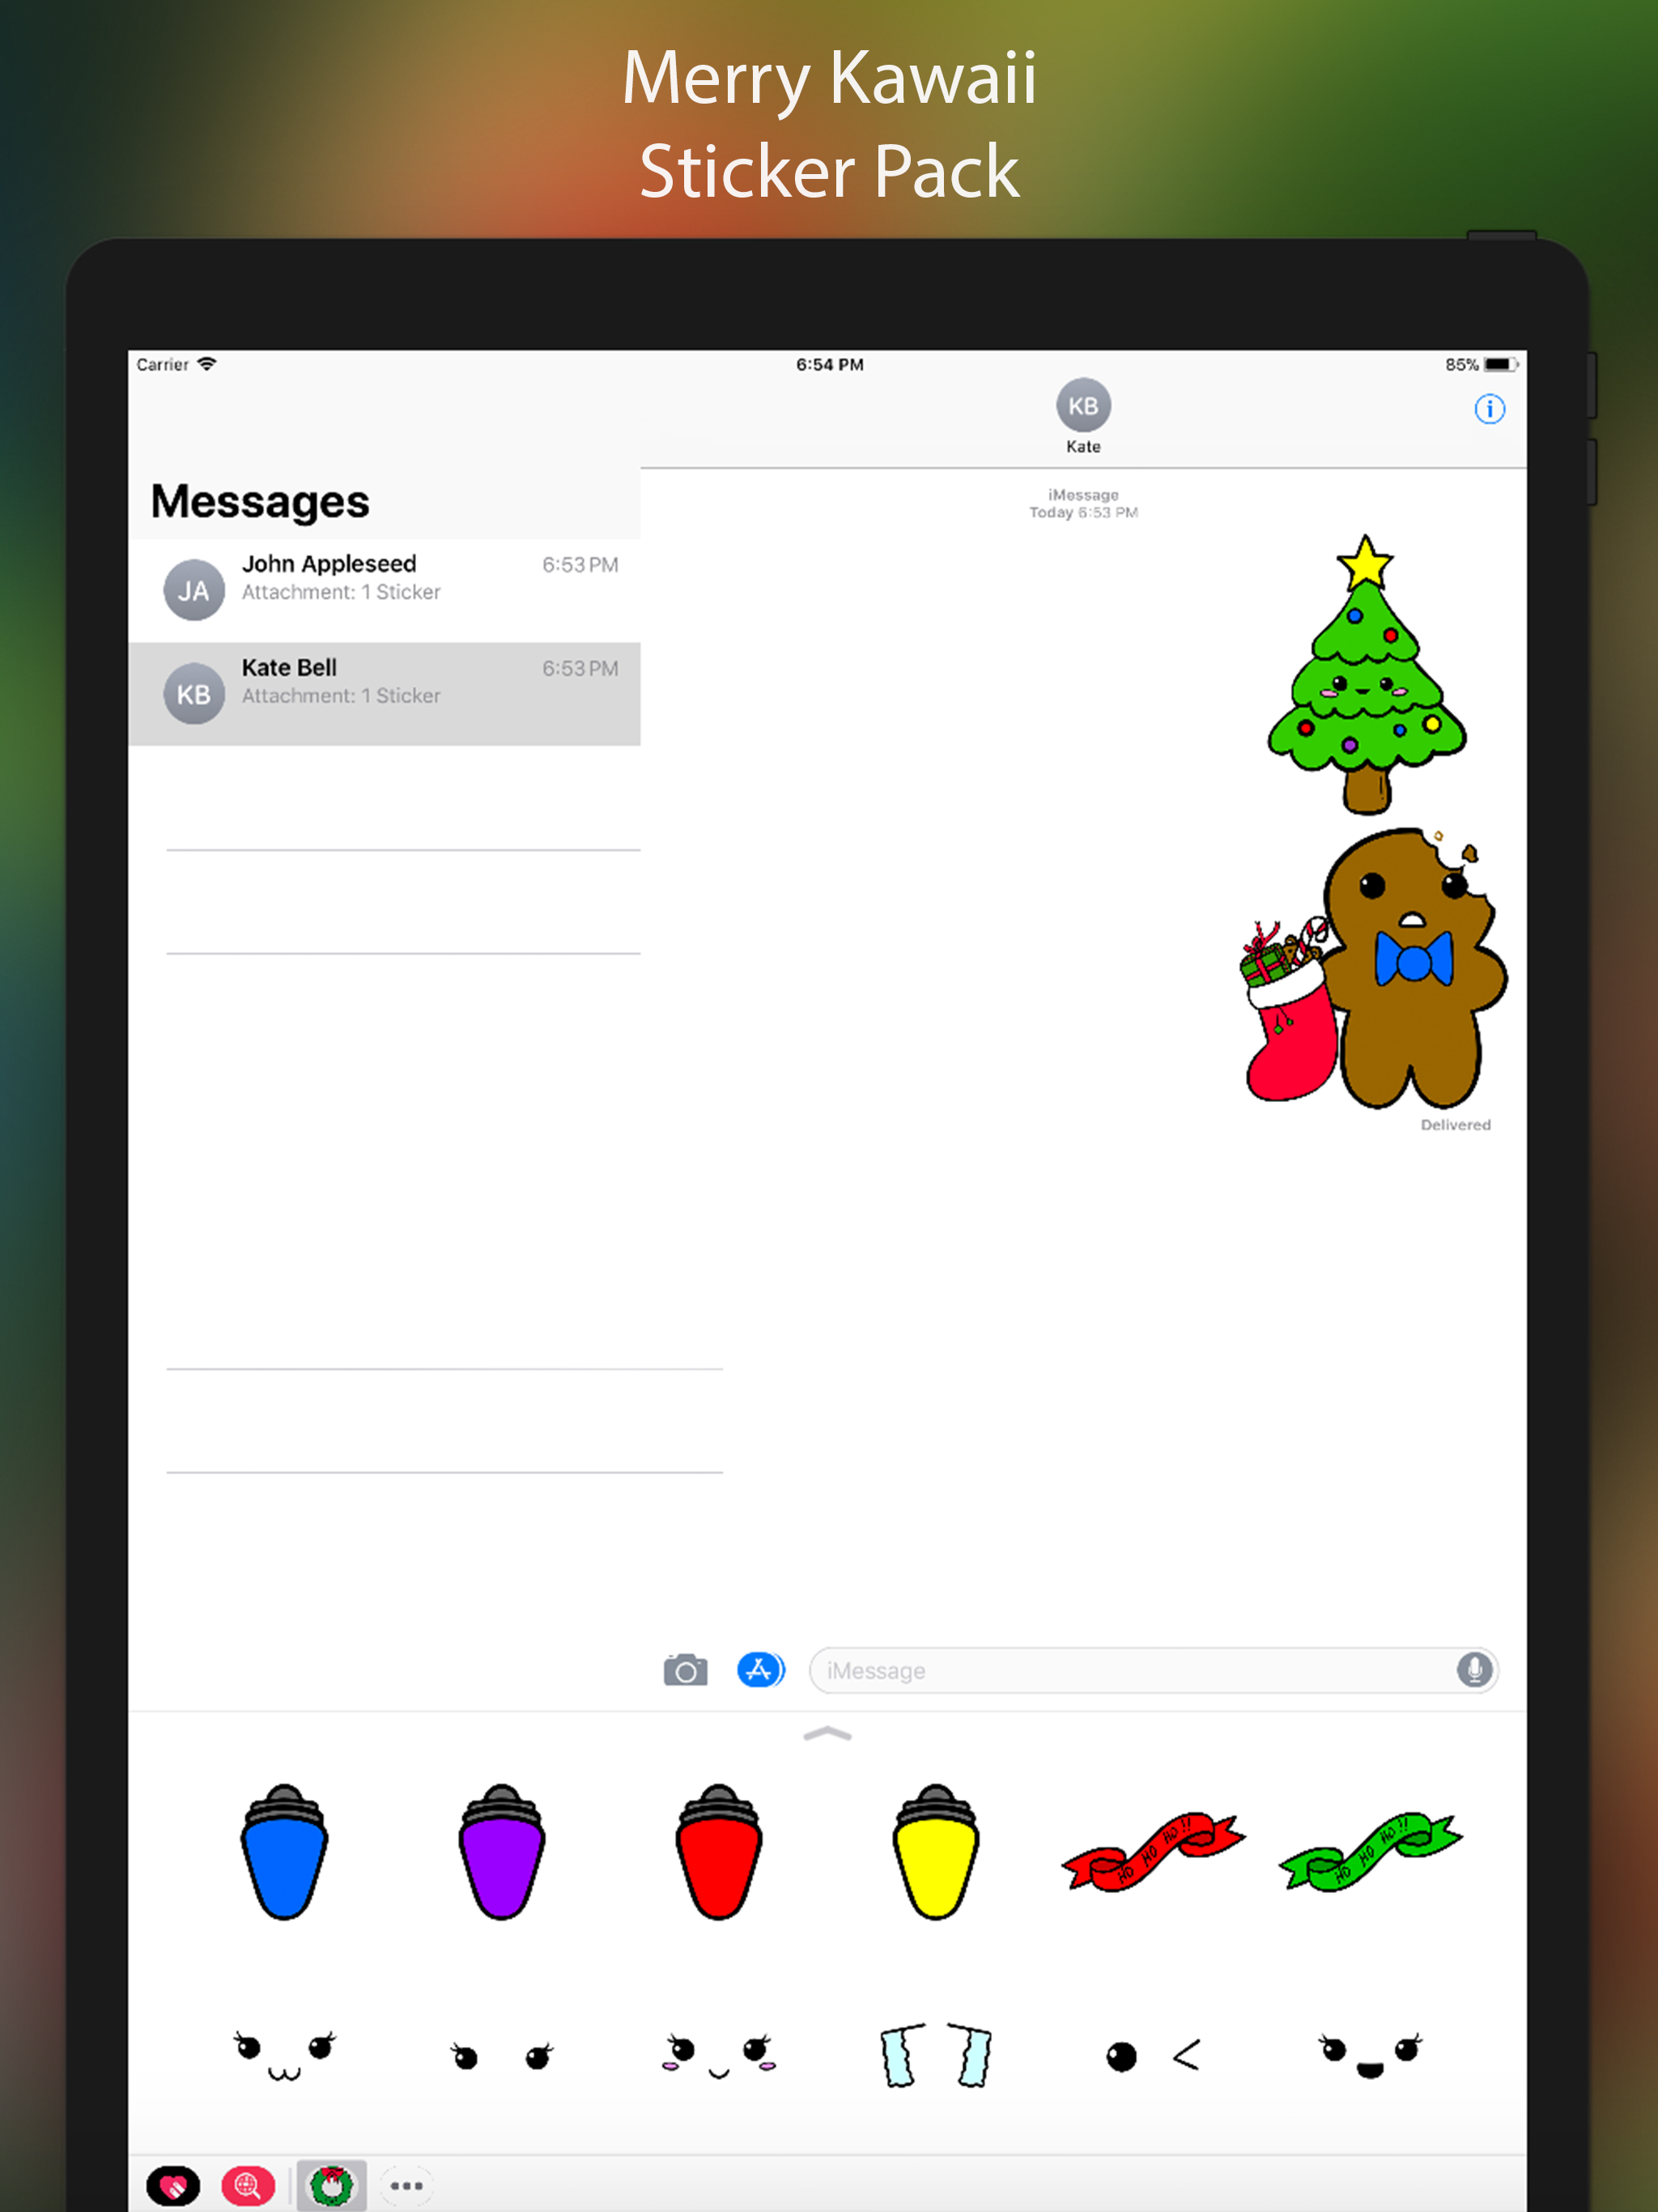 Merry Kawaii
Sticker Pack
Carrier
6:54 PM
85%
KB
Kate
Messages
iMessage
Today 6:53 PM
JA
John Appleseed
6:53 PM
Attachment: 1 Sticker
KB
Kate Bell
6:53 PM
Attachment: 1 Sticker
Delivered
iMessage
HO HO HO!!
HO HO HO!!